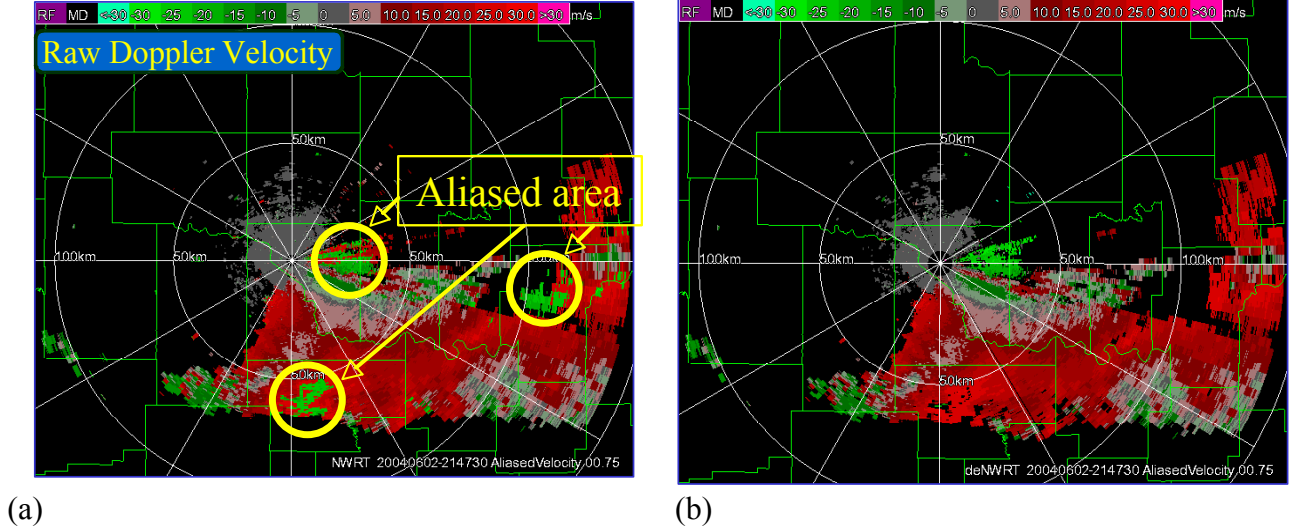 RF MD <-30 -30 -25 -20 -15 -10 -5 0 5.0 10.0 15.0 20.0 25.0 30.0 >30 m/s
Raw Doppler Velocity
50km
Aliased area
100km 50km 50km 100km
50km
NWRT 20040602-214730 AliasedVelocity 00.75
(a)
RF MD <-30 -30 -25 -20 -15 -10 -5 0 5.0 10.0 15.0 20.0 25.0 30.0 >30 m/s
50km
100km 50km 50km 100km
50km
deNWRT 20040602-214730 AliasedVelocity 00.75
(b)